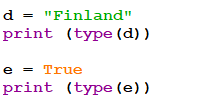 d = "Finland"
print (type(d))
e = True
print (type(e))